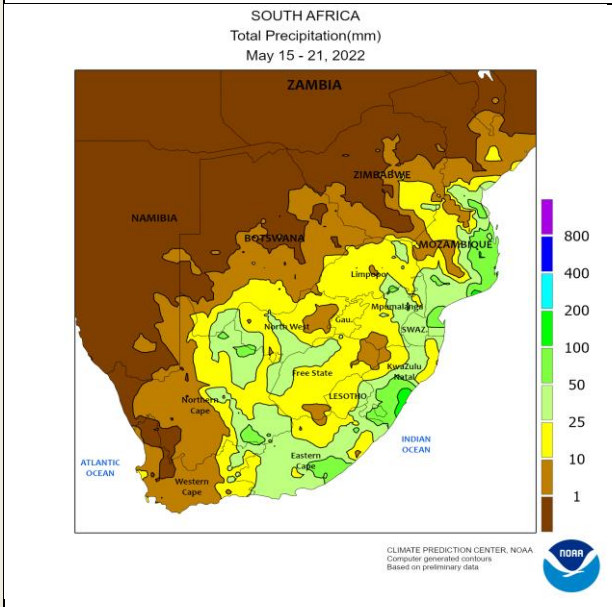 SOUTH AFRICA
Total Precipitation(mm)
May 15 - 21, 2022
ZAMBIA
ZIMBABWE
NAMIBIA
BOTSWANA
MOZAMBIQUE
Limpopo
Mpumalanga
North West
Gau.
SWAZ.
Free State
KwaZulu
Natal
Northern
Cape
LESOTHO
INDIAN
OCEAN
Eastern
Cape
ATLANTIC
OCEAN
Western
Cape
800
400
200
100
50
25
10
1
CLIMATE PREDICTION CENTER, NOAA
Computer generated contours
Based on preliminary data
NOAA